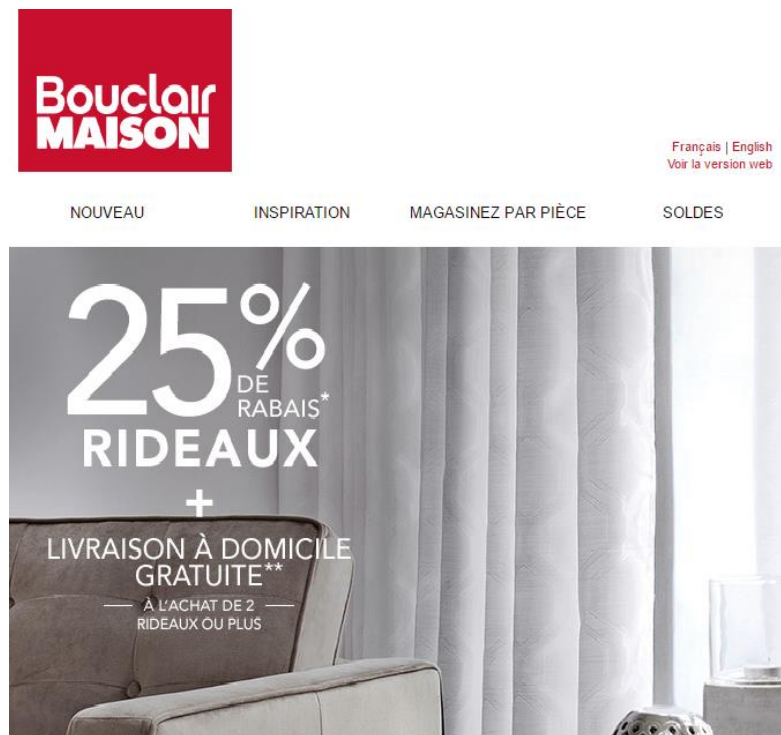 Bouclair
MAISON
Français | English
Voir la version web
NOUVEAU INSPIRATION MAGASINEZ PAR PIÈCE SOLDES
25%
DE
RABAIS*
RIDEAUX
+
LIVRAISON À DOMICILE
GRATUITE**
À L'ACHAT DE 2
RIDEAUX OU PLUS